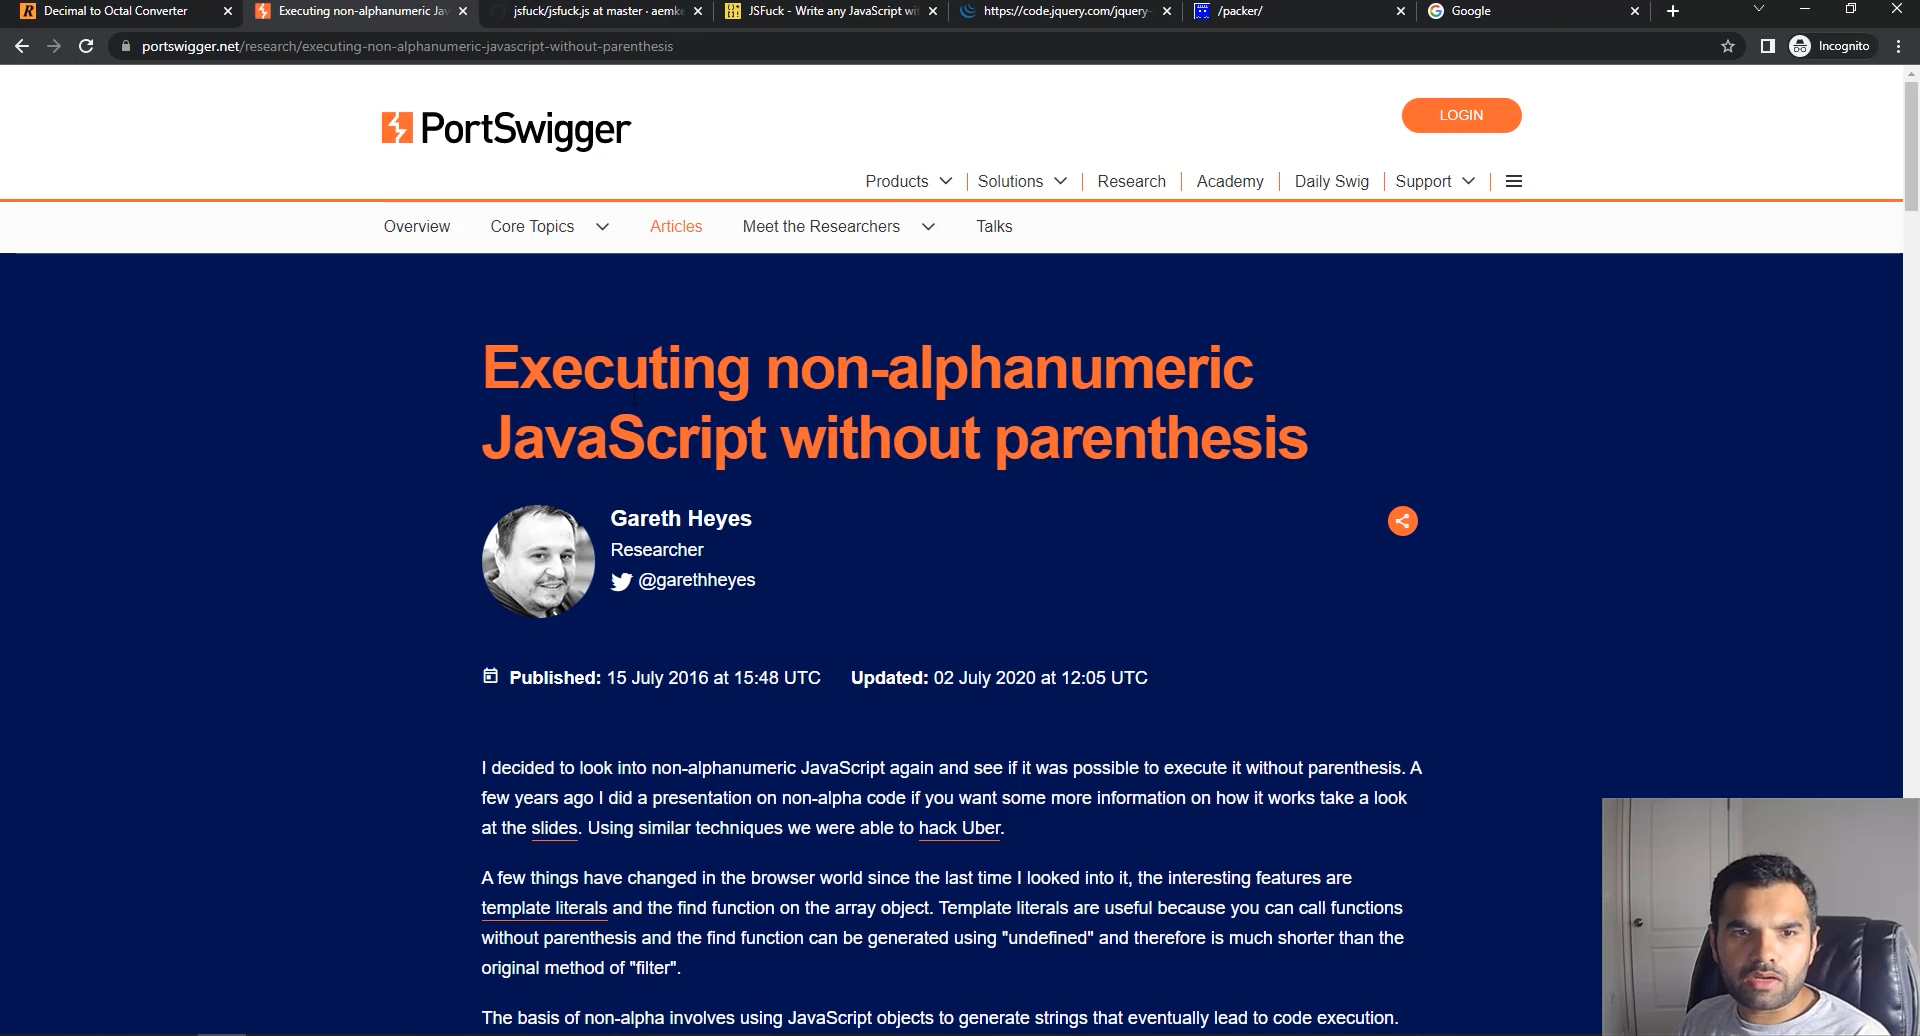 Decimal to Octal Converter
Executing non-alphanumeric Jav
jsfuck/jsfuck.js at master · aemke
JSFuck - Write any JavaScript wit
https://code.jquery.com/jquery-
/packer/
Google
portswigger.net/research/executing-non-alphanumeric-javascript-without-parenthesis
Incognito
PortSwigger
LOGIN
Products
Solutions
Research
Academy
Daily Swig
Support
Overview
Core Topics
Articles
Meet the Researchers
Talks
Executing non-alphanumeric
JavaScript without parenthesis
Gareth Heyes
Researcher
@garethheyes
Published: 15 July 2016 at 15:48 UTC
Updated: 02 July 2020 at 12:05 UTC
I decided to look into non-alphanumeric JavaScript again and see if it was possible to execute it without parenthesis. A
few years ago I did a presentation on non-alpha code if you want some more information on how it works take a look
at the slides. Using similar techniques we were able to hack Uber.
A few things have changed in the browser world since the last time I looked into it, the interesting features are
template literals and the find function on the array object. Template literals are useful because you can call functions
without parenthesis and the find function can be generated using "undefined" and therefore is much shorter than the
original method of "filter".
The basis of non-alpha involves using JavaScript objects to generate strings that eventually lead to code execution.